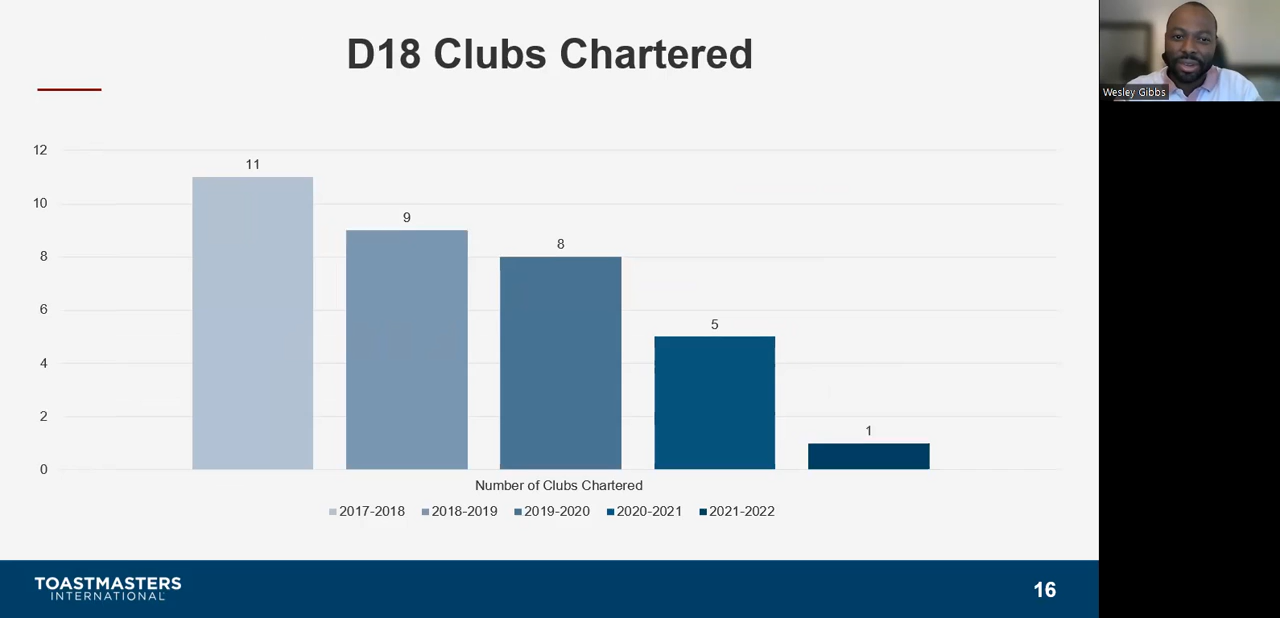 D18 Clubs Chartered
Wesley Gibbs
12
10
8
6
4
2
0
11
9
8
5
1
Number of Clubs Chartered
2017-2018 2018-2019 2019-2020 2020-2021 2021-2022
TOASTMASTERS
INTERNATIONAL
16